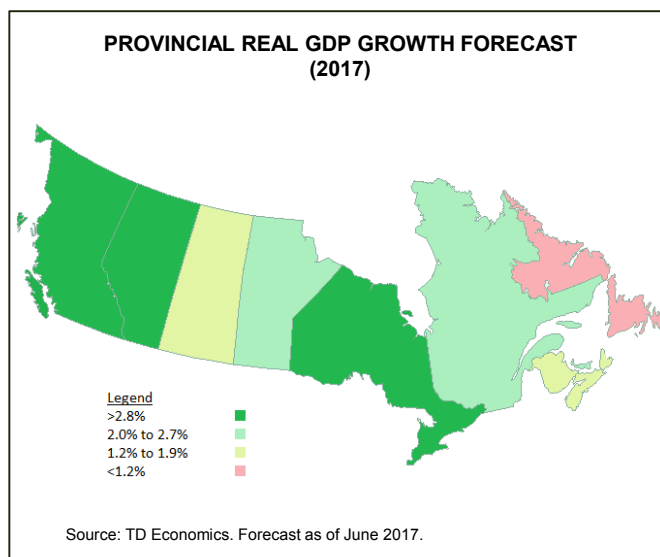 PROVINCIAL REAL GDP GROWTH FORECAST
(2017)
Legend
>2.8%
2.0% to 2.7%
1.2% to 1.9%
<1.2%
Source: TD Economics. Forecast as of June 2017.